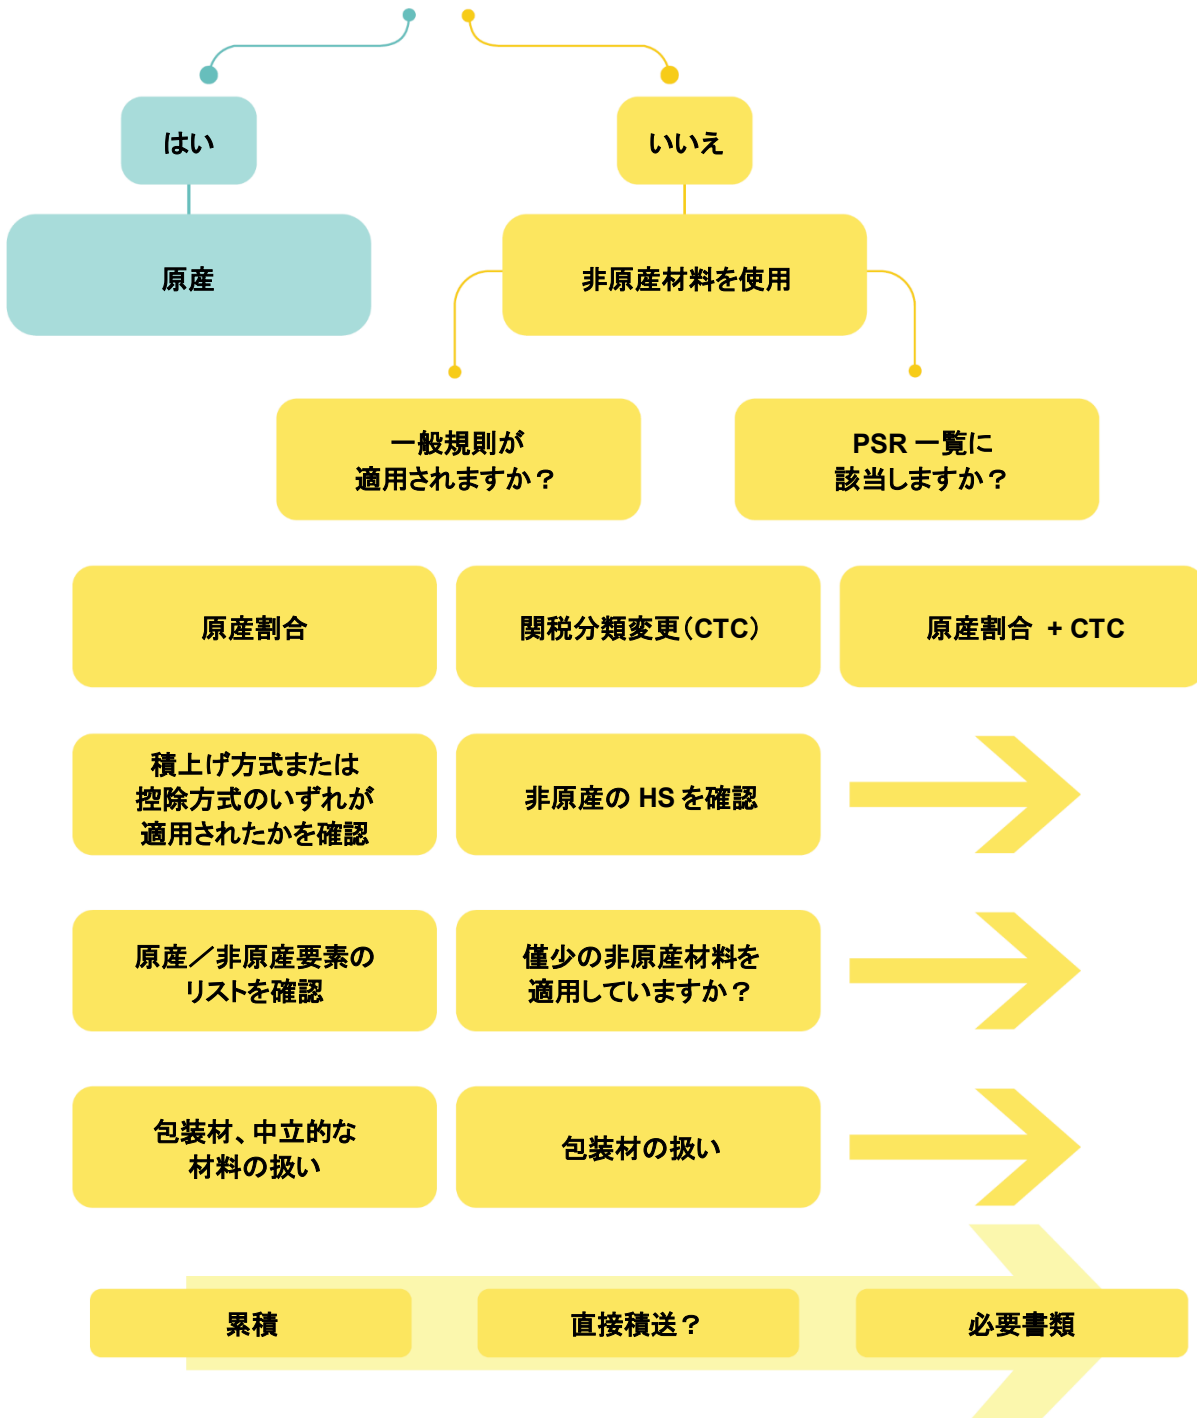 はい
いいえ
原産
非原産材料を使用
一般規則が
適用されますか？
PSR 一覧に
該当しますか？
原産割合
関税分類変更（CTC）
原産割合 + CTC
積上げ方式または
控除方式のいずれが
適用されたかを確認
非原産の HS を確認
原産／非原産要素の
リストを確認
僅少の非原産材料を
適用していますか？
包装材、中立的な
材料の扱い
包装材の扱い
累積
直接積送？
必要書類